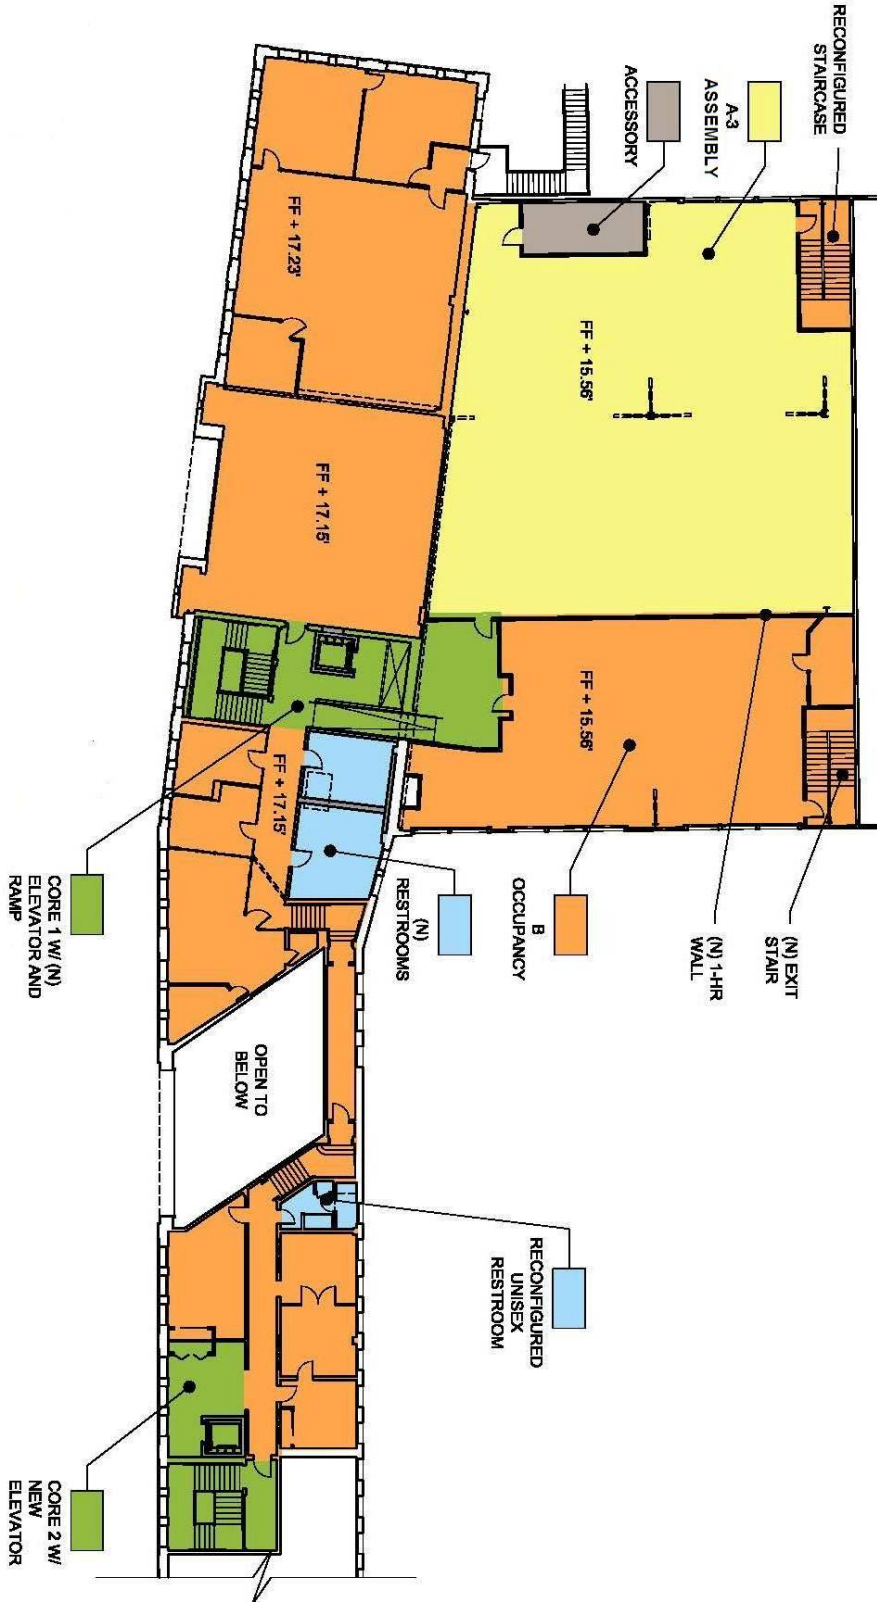 RECONFIGURED
STAIRCASE
A-3
ASSEMBLY
ACCESSORY
FF + 17.23'
FF + 15.56'
FF + 17.15'
FF + 15.56'
FF + 17.15'
(N) EXIT
STAIR
(N) 1-HR
WALL
B
OCCUPANCY
(N)
RESTROOMS
CORE 1 W/ (N)
ELEVATOR AND
RAMP
OPEN TO
BELOW
RECONFIGURED
UNISEX
RESTROOM
CORE 2 W/
NEW
ELEVATOR